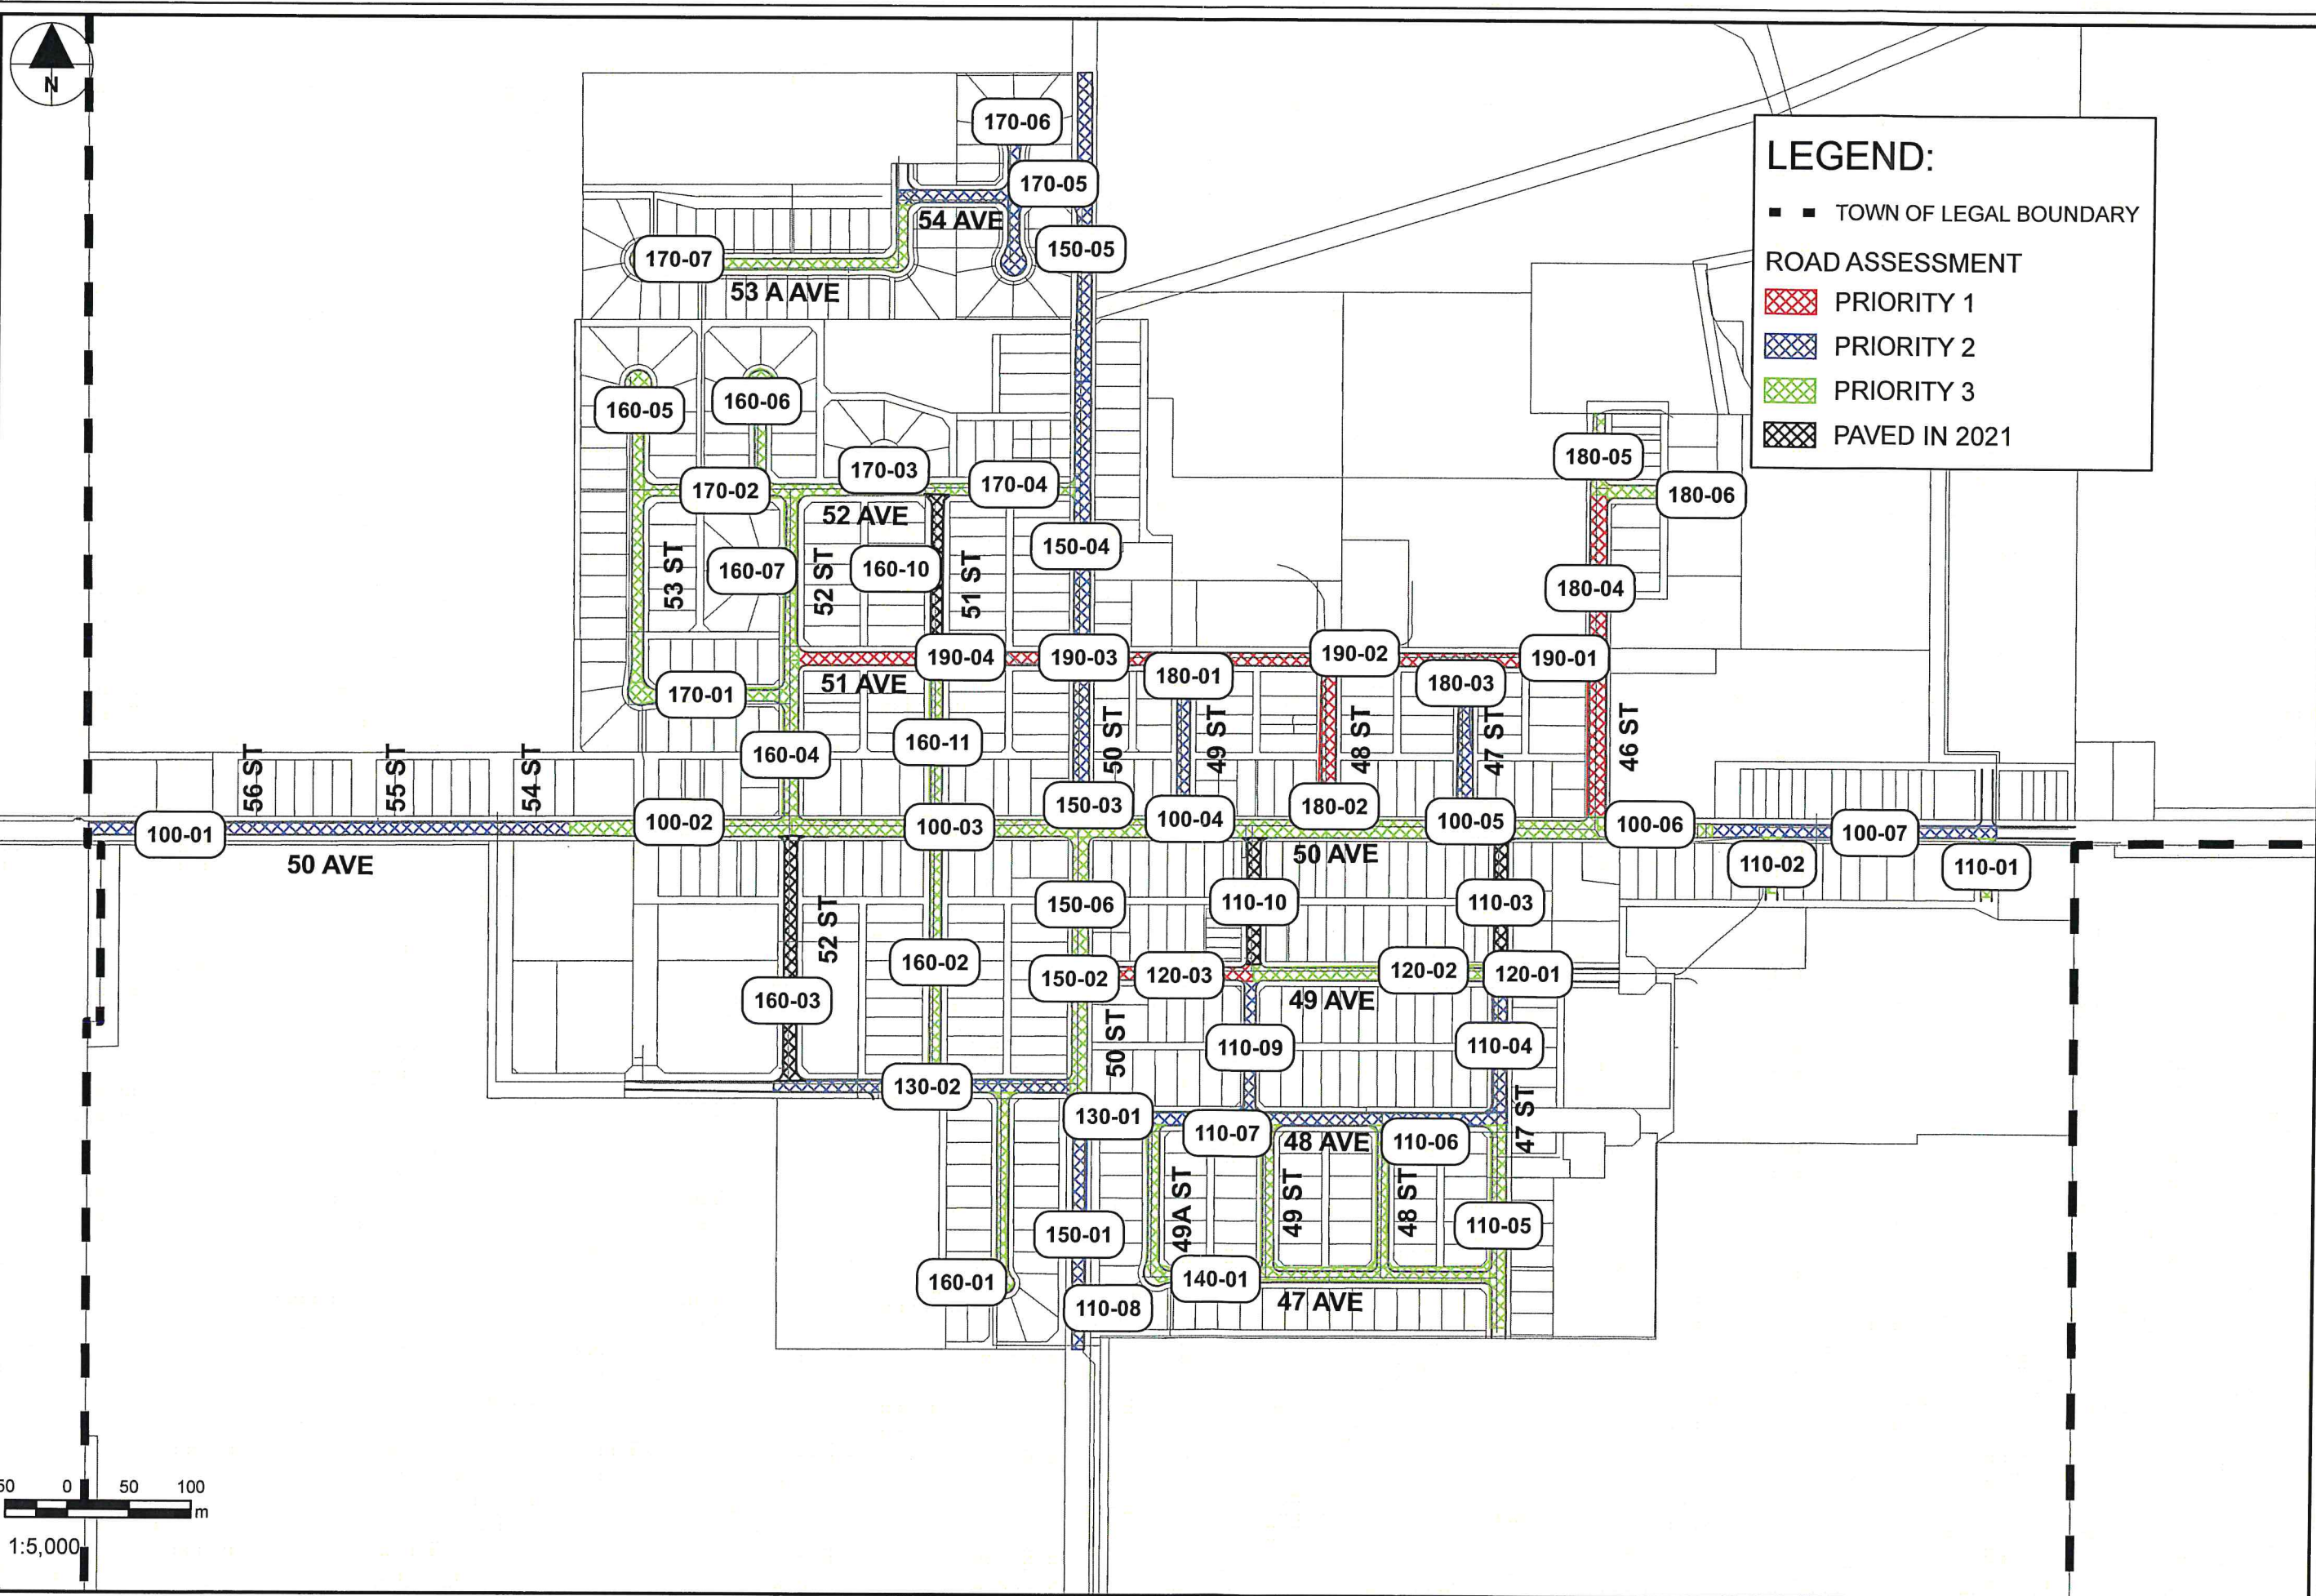 N
170-06
LEGEND:
170-05
TOWN OF LEGAL BOUNDARY
54 AVE
150-05
170-07
ROAD ASSESSMENT
53 A AVE
PRIORITY 1
PRIORITY 2
PRIORITY 3
160-05
160-06
PAVED IN 2021
180-05
170-03
170-02
170-04
180-06
52 AVE
150-04
53 ST
160-07
52 ST
160-10
51 ST
180-04
190-04
190-03
190-02
190-01
180-01
51 AVE
180-03
170-01
50 ST
49 ST
48 ST
47 ST
46 ST
160-11
160-04
56 ST
55 ST
54 ST
150-03
180-02
100-01
100-02
100-03
100-04
100-05
100-06
100-07
50 AVE
50 AVE
110-02
110-01
150-06
110-10
110-03
52 ST
160-02
150-02
120-03
120-02
120-01
160-03
49 AVE
50 ST
110-09
110-04
130-02
130-01
47 ST
110-07
48 AVE
110-06
49A ST
49 ST
48 ST
150-01
110-05
160-01
140-01
110-08
47 AVE
0 50 100
m
1:5,000